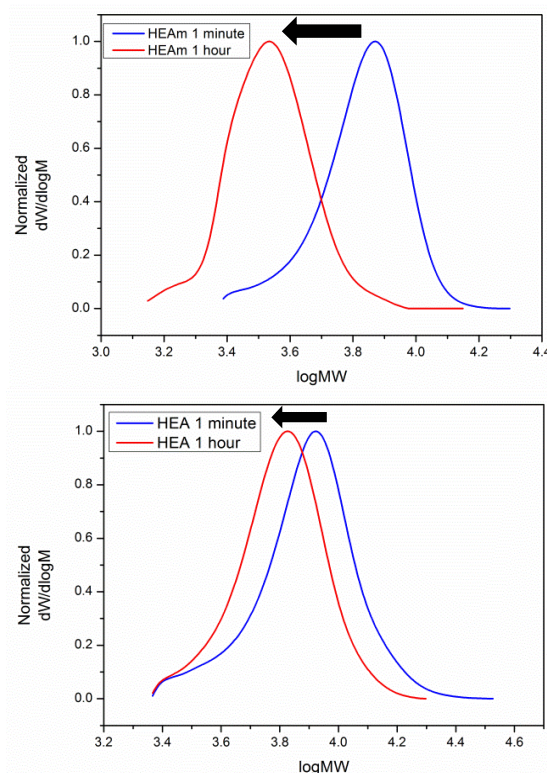 HEAm 1 minute
HEAm 1 hour
1.0
0.8
0.6
0.4
0.2
0.0
Normalized
dW/dlogM
3.0 3.2 3.4 3.6 3.8 4.0 4.2 4.4
logMW
HEA 1 minute
HEA 1 hour
1.0
0.8
0.6
0.4
0.2
0.0
Normalized
dW/dlogM
3.2 3.4 3.6 3.8 4.0 4.2 4.4 4.6
logMW